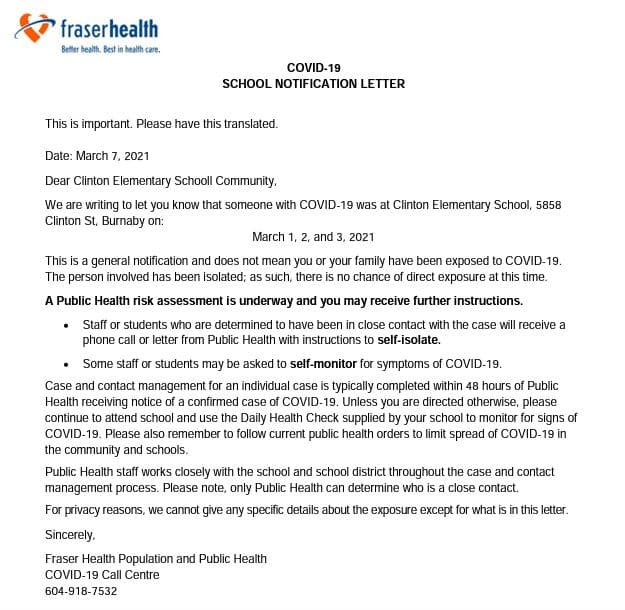 fraserhealth
Better health. Best in health care.
COVID-19
SCHOOL NOTIFICATION LETTER
This is important. Please have this translated.
Date: March 7, 2021
Dear Clinton Elementary Schooll Community,
We are writing to let you know that someone with COVID-19 was at Clinton Elementary School, 5858
Clinton St, Burnaby on:
March 1, 2, and 3, 2021
This is a general notification and does not mean you or your family have been exposed to COVID-19.
The person involved has been isolated; as such, there is no chance of direct exposure at this time.
A Public Health risk assessment is underway and you may receive further instructions.
• Staff or students who are determined to have been in close contact with the case will receive a
phone call or letter from Public Health with instructions to self-isolate.
• Some staff or students may be asked to self-monitor for symptoms of COVID-19.
Case and contact management for an individual case is typically completed within 48 hours of Public
Health receiving notice of a confirmed case of COVID-19. Unless you are directed otherwise, please
continue to attend school and use the Daily Health Check supplied by your school to monitor for signs of
COVID-19. Please also remember to follow current public health orders to limit spread of COVID-19 in
the community and schools.
Public Health staff works closely with the school and school district throughout the case and contact
management process. Please note, only Public Health can determine who is a close contact.
For privacy reasons, we cannot give any specific details about the exposure except for what is in this letter.
Sincerely,
Fraser Health Population and Public Health
COVID-19 Call Centre
604-918-7532